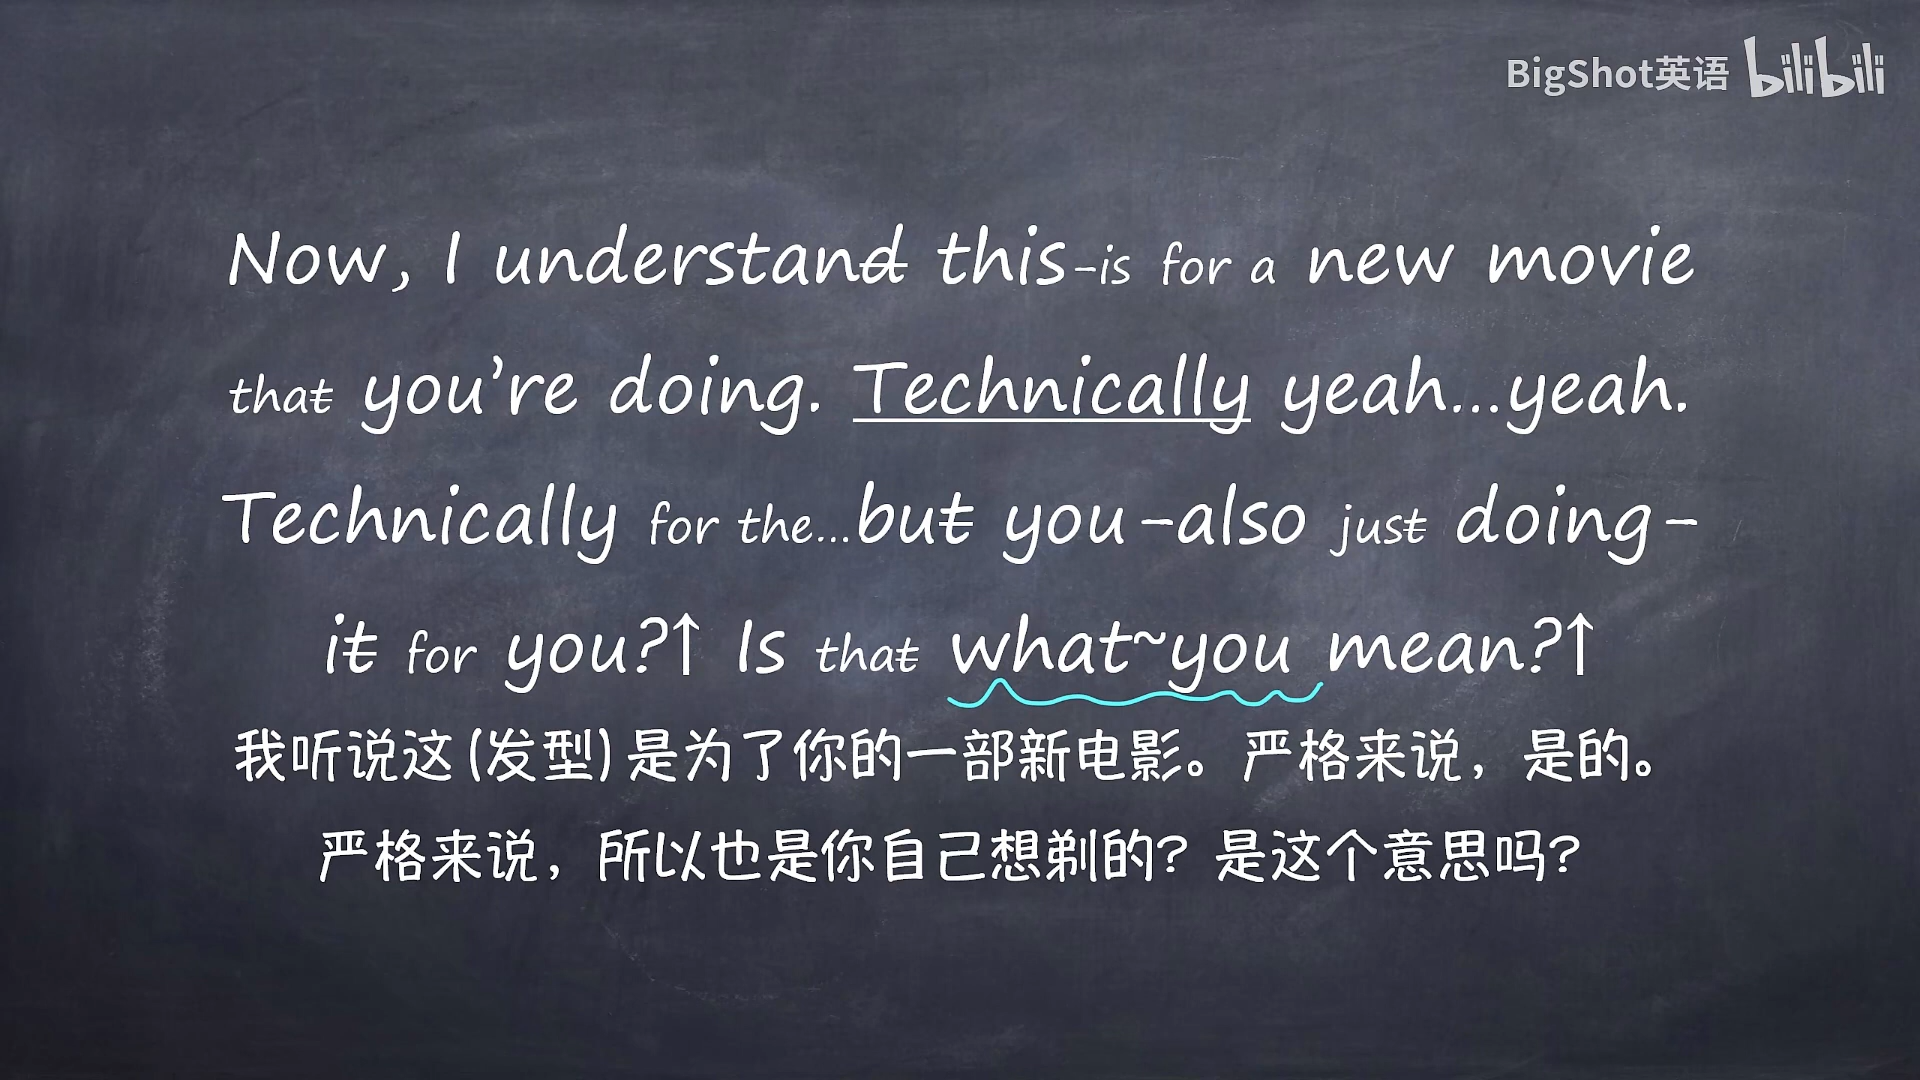 BigShot英语 bilibili
Now, I understand this-is for a new movie
that you're doing. Technically yeah...yeah.
Technically for the...but you-also just doing-
it for you?↑ Is that what~you mean?↑
我听说这(发型)是为了你的一部新电影。严格来说，是的。
严格来说，所以也是你自己想剃的？是这个意思吗？